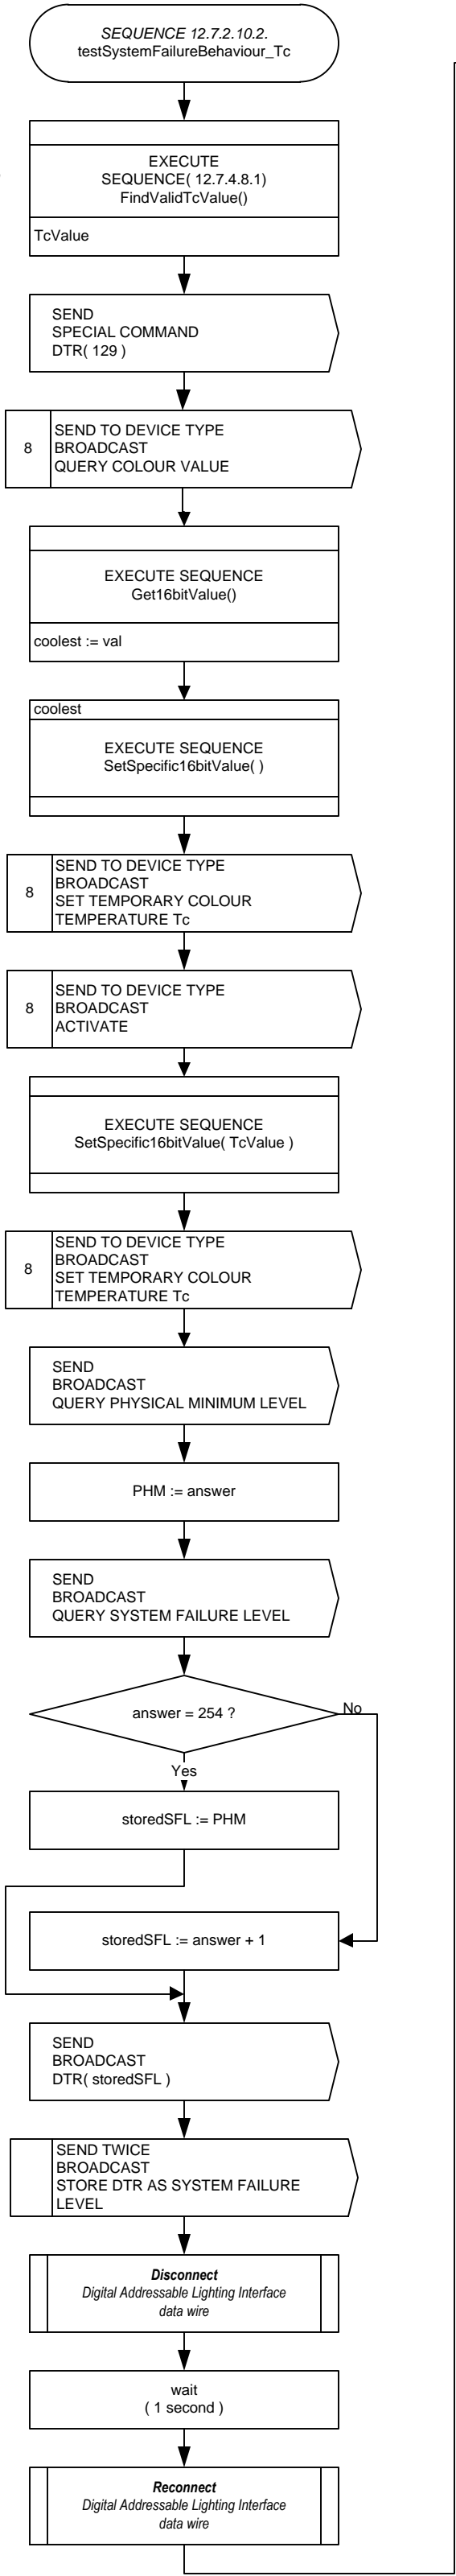 SEQUENCE 12.7.2.10.2.
testSystemFailureBehaviour_Tc
EXECUTE
SEQUENCE( 12.7.4.8.1)
FindValidTcValue()
TcValue
SEND
SPECIAL COMMAND
DTR( 129 )
8
SEND TO DEVICE TYPE
BROADCAST
QUERY COLOUR VALUE
EXECUTE SEQUENCE
Get16bitValue()
coolest := val
coolest
EXECUTE SEQUENCE
SetSpecific16bitValue( )
8
SEND TO DEVICE TYPE
BROADCAST
SET TEMPORARY COLOUR
TEMPERATURE Tc
8
SEND TO DEVICE TYPE
BROADCAST
ACTIVATE
EXECUTE SEQUENCE
SetSpecific16bitValue( TcValue )
8
SEND TO DEVICE TYPE
BROADCAST
SET TEMPORARY COLOUR
TEMPERATURE Tc
SEND
BROADCAST
QUERY PHYSICAL MINIMUM LEVEL
PHM := answer
SEND
BROADCAST
QUERY SYSTEM FAILURE LEVEL
answer = 254 ?
No
Yes
storedSFL := PHM
storedSFL := answer + 1
SEND
BROADCAST
DTR( storedSFL )
SEND TWICE
BROADCAST
STORE DTR AS SYSTEM FAILURE
LEVEL
Disconnect
Digital Addressable Lighting Interface
data wire
wait
( 1 second )
Reconnect
Digital Addressable Lighting Interface
data wire